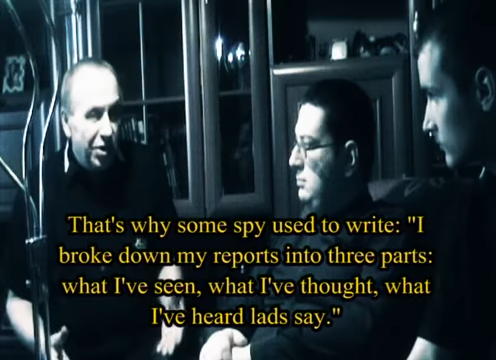 That's why some spy used to write: "I
broke down my reports into three parts:
what I've seen, what I've thought, what
I've heard lads say."